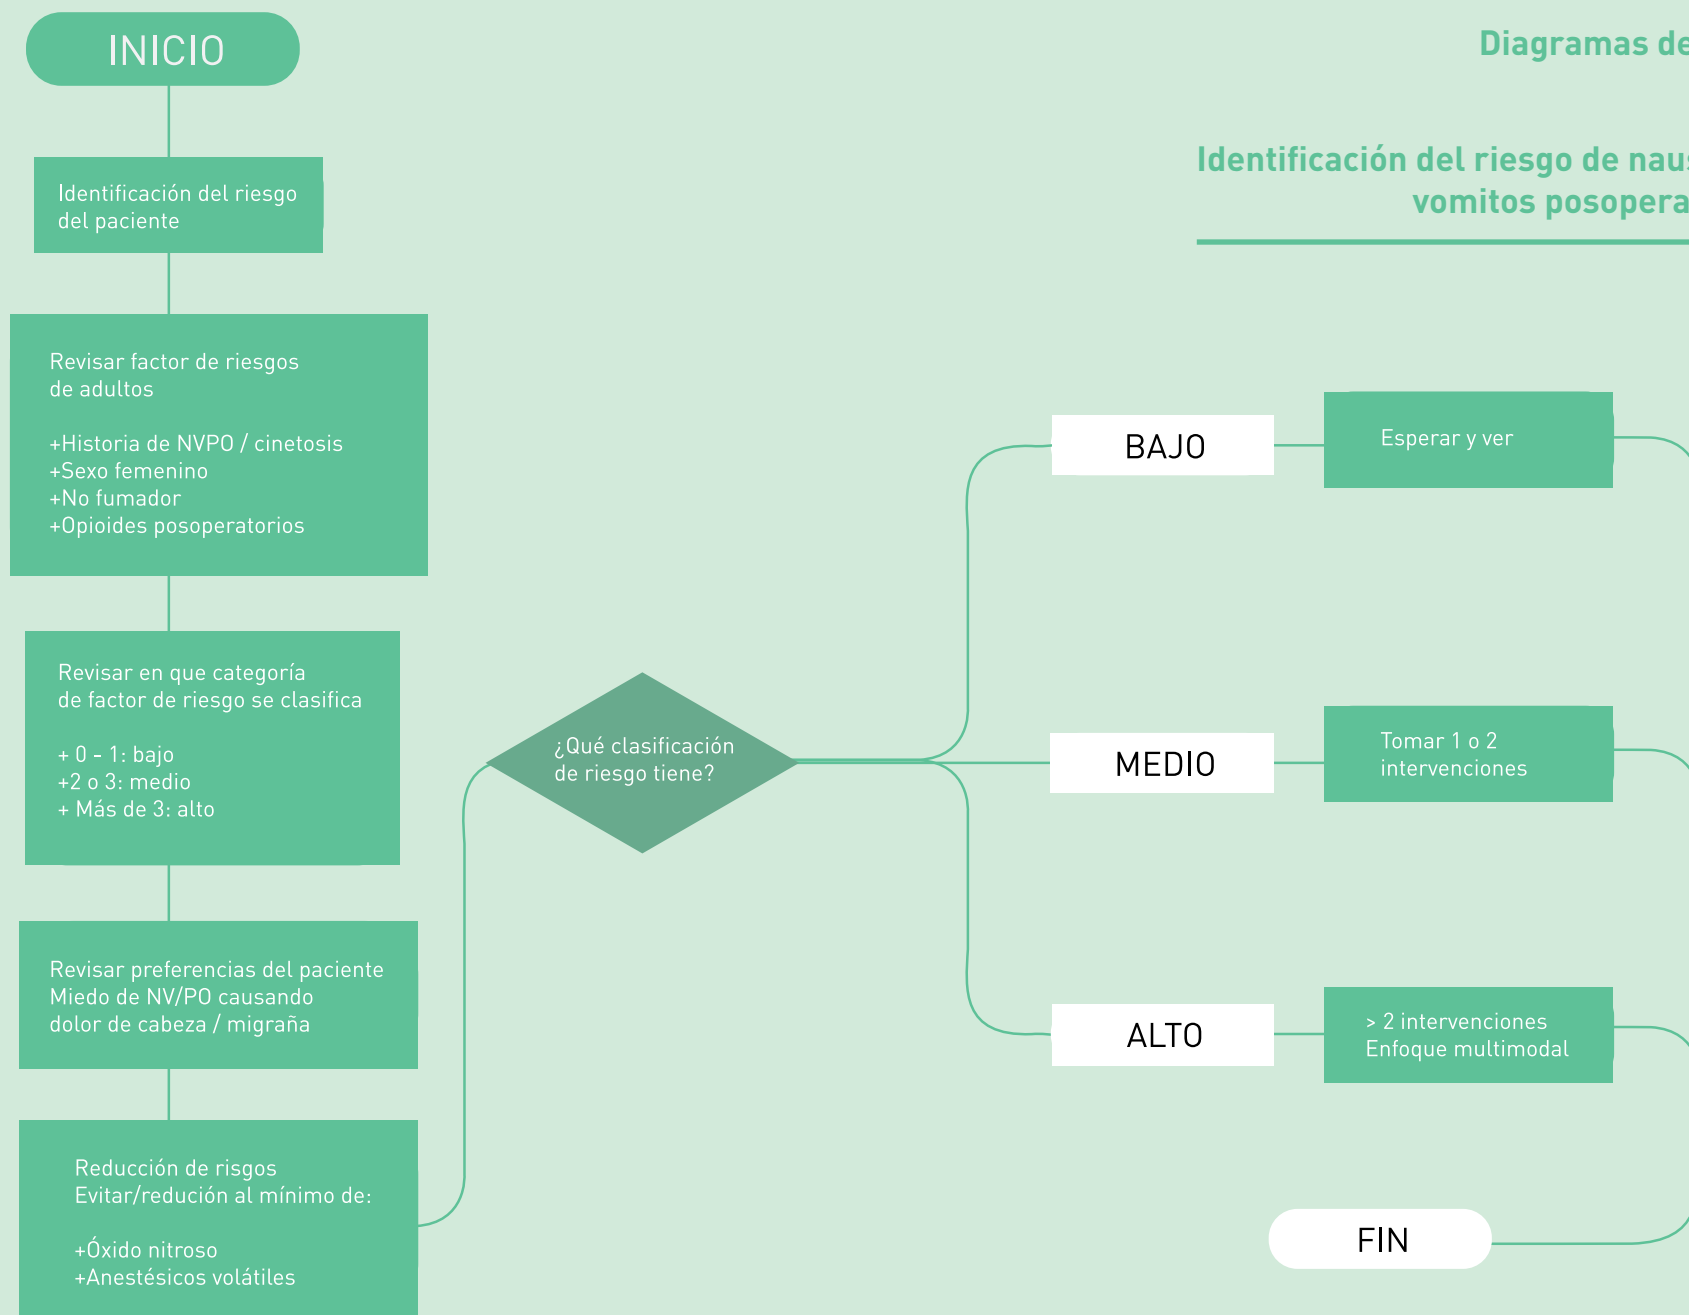 INICIO
Diagramas de
Identificación del riesgo de naus
vomitos posopera
Identificación del riesgo
del paciente
Revisar factor de riesgos
de adultos
+Historia de NVPO / cinetosis
+Sexo femenino
+No fumador
+Opioides posoperatorios
Revisar en que categoría
de factor de riesgo se clasifica
+ 0 - 1: bajo
+2 o 3: medio
+ Más de 3: alto
Revisar preferencias del paciente
Miedo de NV/PO causando
dolor de cabeza / migraña
Reducción de risgos
Evitar/redución al mínimo de:
+Óxido nitroso
+Anestésicos volátiles
¿Qué clasificación
de riesgo tiene?
BAJO
Esperar y ver
MEDIO
Tomar 1 o 2
intervenciones
ALTO
> 2 intervenciones
Enfoque multimodal
FIN